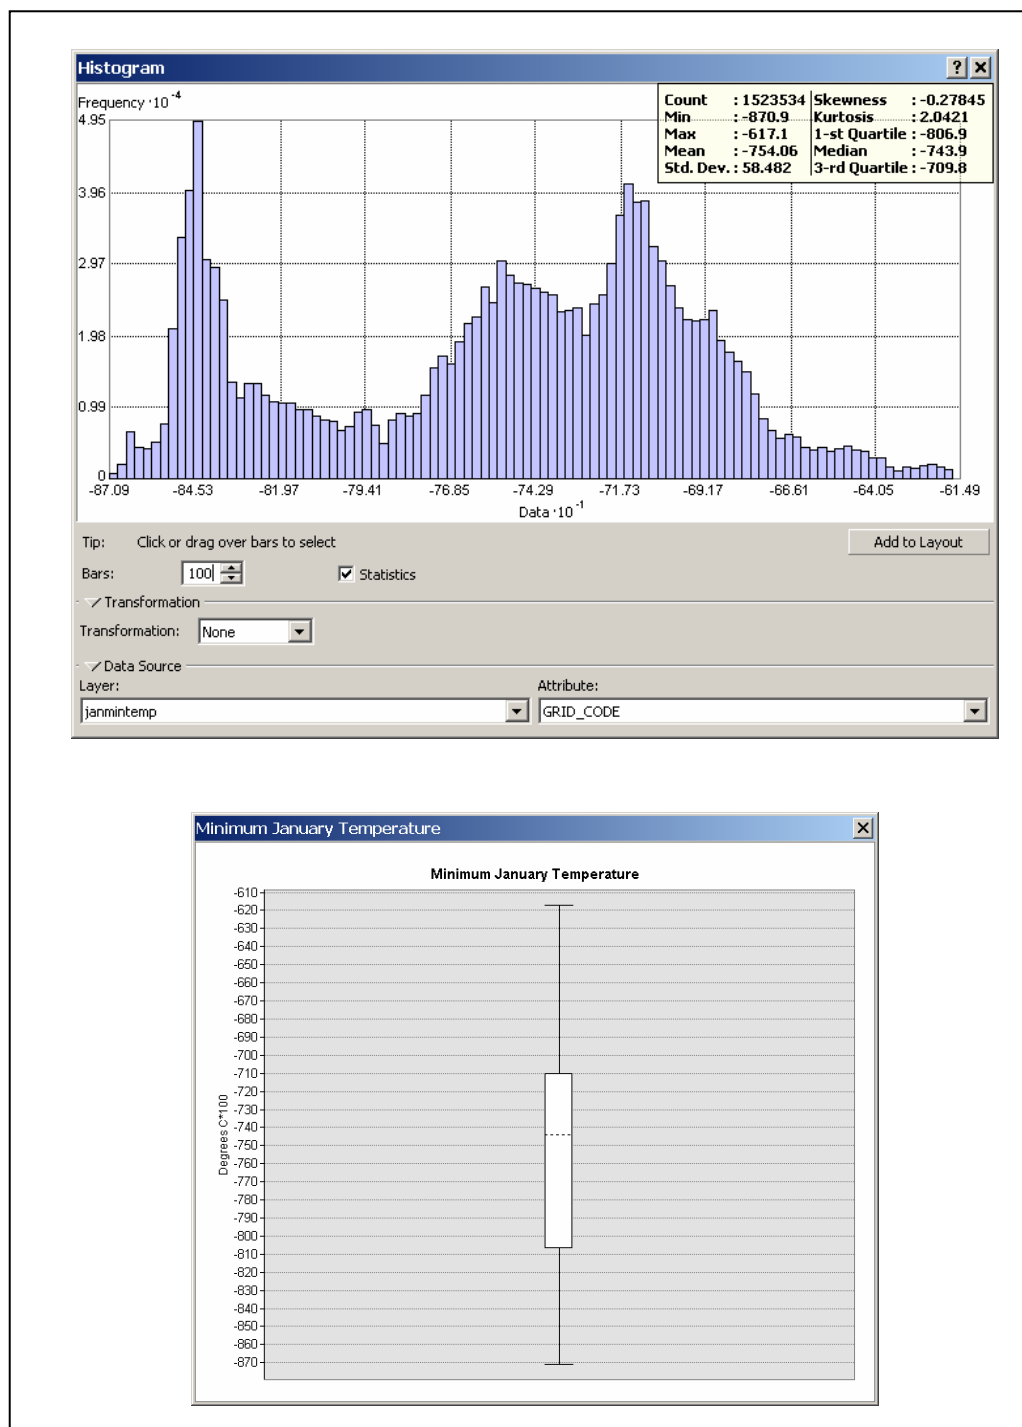 Histogram
Frequency ·10 -4
Count : 1523534 Skewness : -0.27845
Min : -870.9 Kurtosis : 2.0421
Max : -617.1 1-st Quartile : -806.9
Mean : -754.06 Median : -743.9
Std. Dev. : 58.482 3-rd Quartile : -709.8
4.95
3.96
2.97
1.98
0.99
0
-87.09 -84.53 -81.97 -79.41 -76.85 -74.29 -71.73 -69.17 -66.61 -64.05 -61.49
Data ·10 -1
Tip: Click or drag over bars to select Add to Layout
Bars: 100 Statistics
Transformation
Transformation: None
Data Source
Layer: Attribute:
janmintemp GRID_CODE
Minimum January Temperature
Minimum January Temperature
-610
-620
-630
-640
-650
-660
-670
-680
-690
-700
-710
-720
-730
-740
-750
-760
-770
-780
-790
-800
-810
-820
-830
-840
-850
-860
-870
Degrees C*100